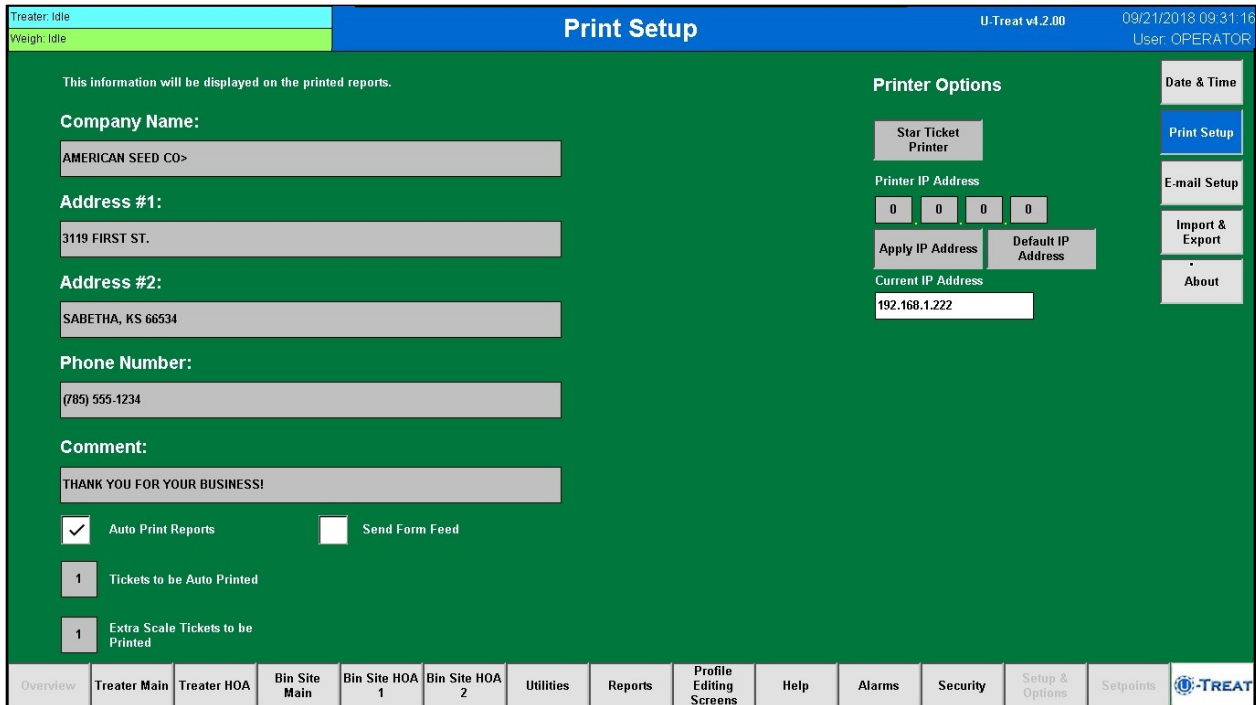 Treater: Idle
Weigh: Idle
Print Setup
U-Treat v4.2.00
09/21/2018 09:31:16
User: OPERATOR
This information will be displayed on the printed reports.
Company Name:
AMERICAN SEED CO>
Address #1:
3119 FIRST ST.
Address #2:
SABETHA, KS 66534
Phone Number:
(785) 555-1234
Comment:
THANK YOU FOR YOUR BUSINESS!
Auto Print Reports
Send Form Feed
1
Tickets to be Auto Printed
1
Extra Scale Tickets to be
Printed
Printer Options
Star Ticket
Printer
Printer IP Address
0 . 0 . 0 . 0
Apply IP Address
Default IP
Address
Current IP Address
192.168.1.222
Date & Time
Print Setup
E-mail Setup
Import &
Export
About
Overview
Treater Main
Treater HOA
Bin Site
Main
Bin Site HOA
1
Bin Site HOA
2
Utilities
Reports
Profile
Editing
Screens
Help
Alarms
Security
Setup &
Options
Setpoints
U-TREAT